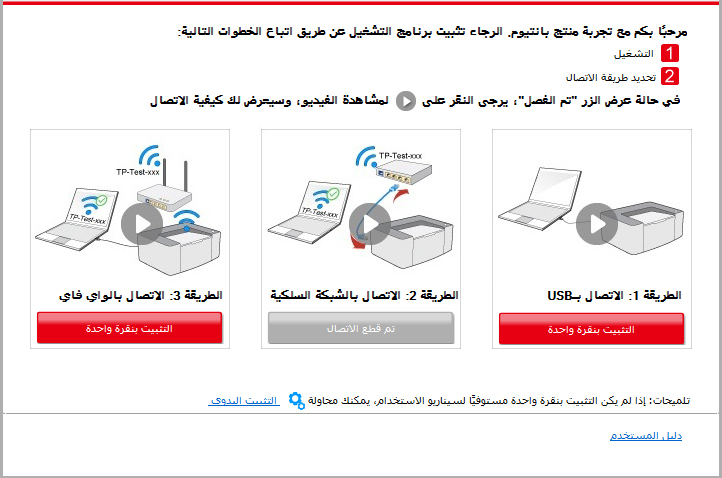 مرحبًا بكم مع تجربة منتج بانتيوم. الرجاء تثبيت برنامج التشغيل عن طريق اتباع الخطوات التالية:
1 التشغيل
2 تحديد طريقة الاتصال
في حالة عرض الزر "تم الفصل"، يرجى النقر على لمشاهدة الفيديو، وسيعرض لك كيفية الاتصال
TP-Test-xxx
TP-Test-xxx
الطريقة 1: الاتصال بـUSB
التثبيت بنقرة واحدة
TP-Test-xxx
TP-Test-xxx
الطريقة 2: الاتصال بالشبكة السلكية
تم قطع الاتصال
الطريقة 3: الاتصال بالواي فاي
التثبيت بنقرة واحدة
تلميحات: إذا لم يكن التثبيت بنقرة واحدة مستوفيًا لسيناريو الاستخدام، يمكنك محاولة التثبيت اليدوي
دليل المستخدم